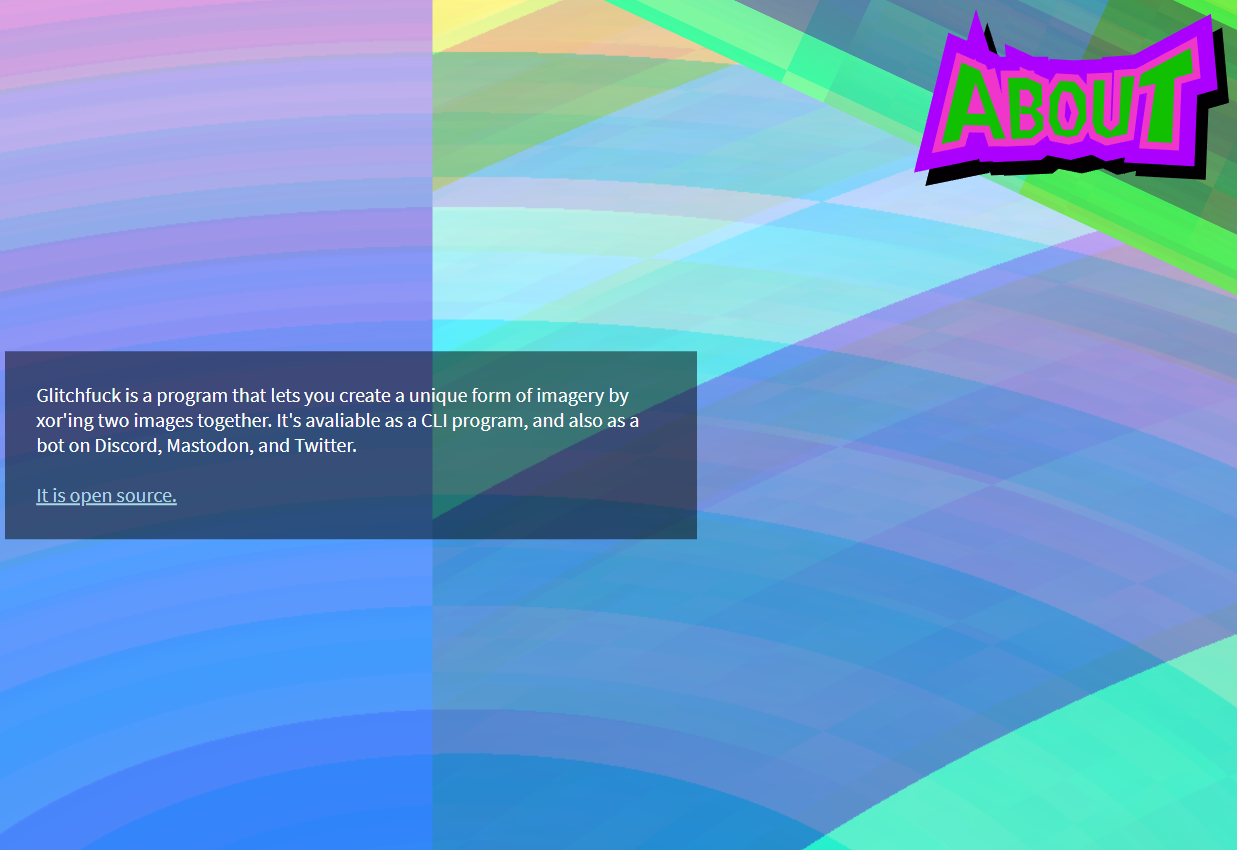 ABOUT
Glitchfuck is a program that lets you create a unique form of imagery by
xor'ing two images together. It's avaliable as a CLI program, and also as a
bot on Discord, Mastodon, and Twitter.
It is open source.